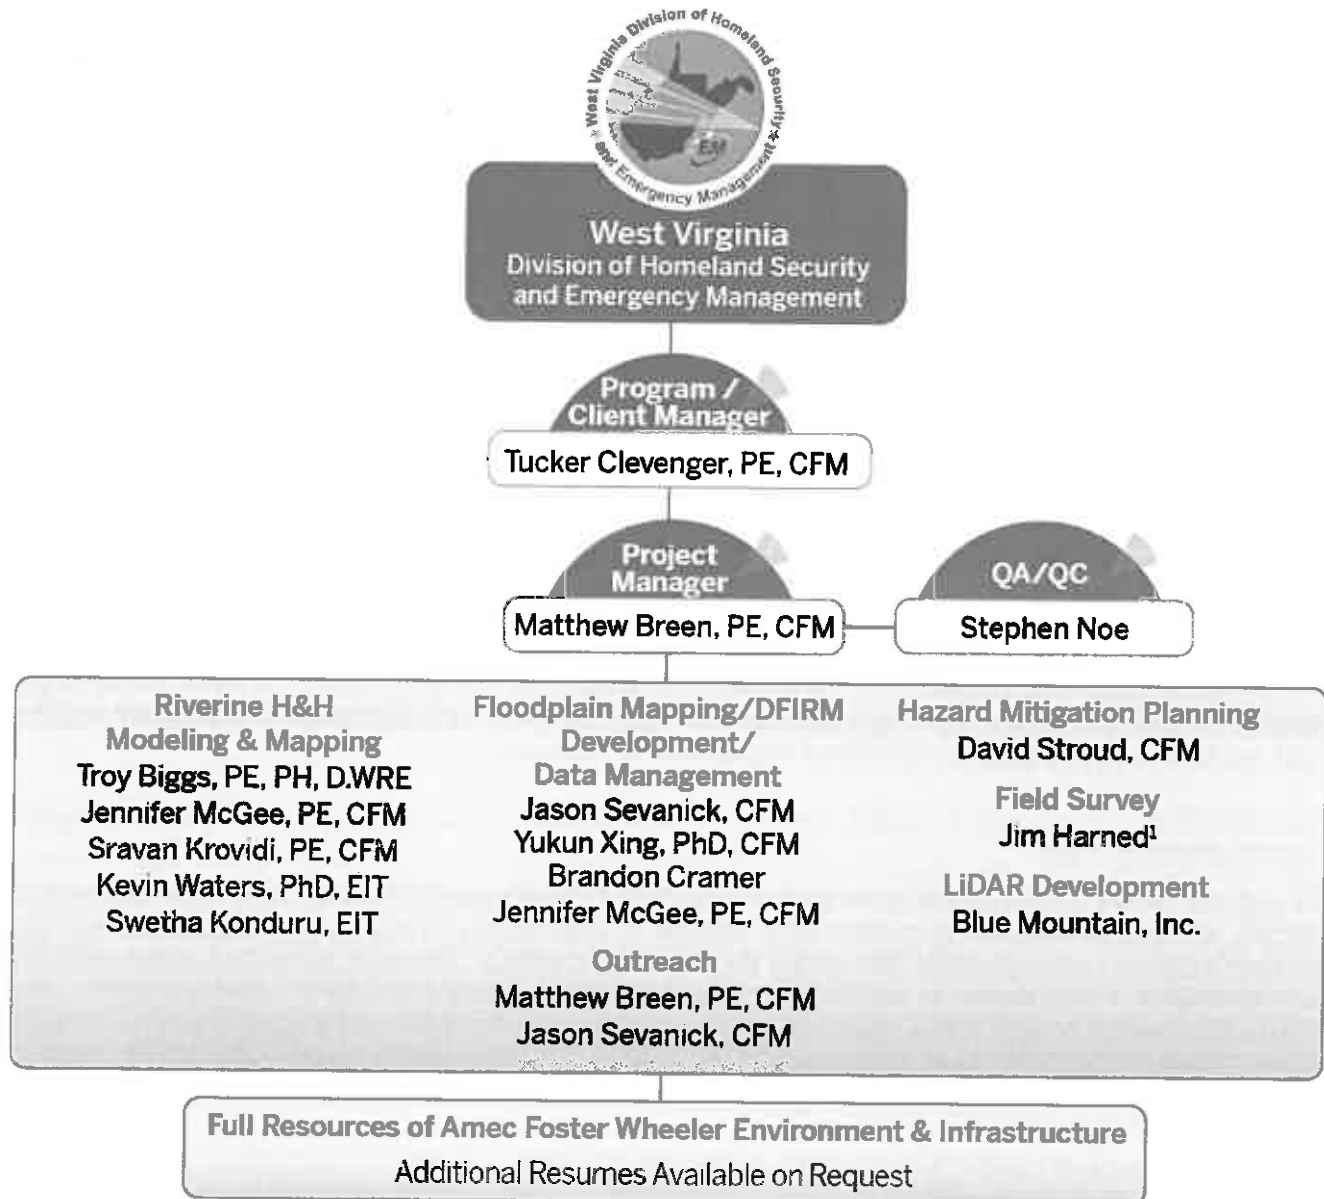 West Virginia Division of Homeland Security
and Emergency Management
EM
West Virginia
Division of Homeland Security
and Emergency Management
Program /
Client Manager
Tucker Clevenger, PE, CFM
Project
Manager
Matthew Breen, PE, CFM
QA/QC
Stephen Noe
Riverine H&H
Modeling & Mapping
Troy Biggs, PE, PH, D.WRE
Jennifer McGee, PE, CFM
Sravan Krovidi, PE, CFM
Kevin Waters, PhD, EIT
Swetha Konduru, EIT
Floodplain Mapping/DFIRM
Development/
Data Management
Jason Sevanick, CFM
Yukun Xing, PhD, CFM
Brandon Cramer
Jennifer McGee, PE, CFM
Outreach
Matthew Breen, PE, CFM
Jason Sevanick, CFM
Hazard Mitigation Planning
David Stroud, CFM
Field Survey
Jim Harned¹
LiDAR Development
Blue Mountain, Inc.
Full Resources of Amec Foster Wheeler Environment & Infrastructure
Additional Resumes Available on Request